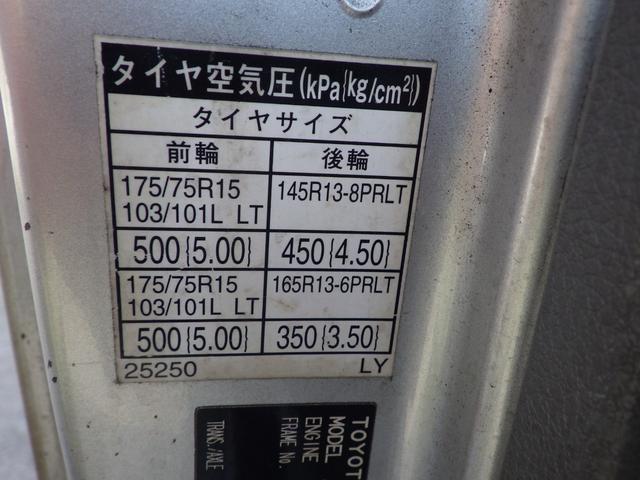 タイヤ空気圧(kPa{kg/cm²})
タイヤサイズ
前輪 後輪
175/75R15 145R13-8PRLT
103/101L LT
500{5.00} 450{4.50}
175/75R15 165R13-6PRLT
103/101L LT
500{5.00} 350{3.50}
25250 LY
TOYOT
MODEL
ENGINE
FRAME No.
TRANS./AXLE